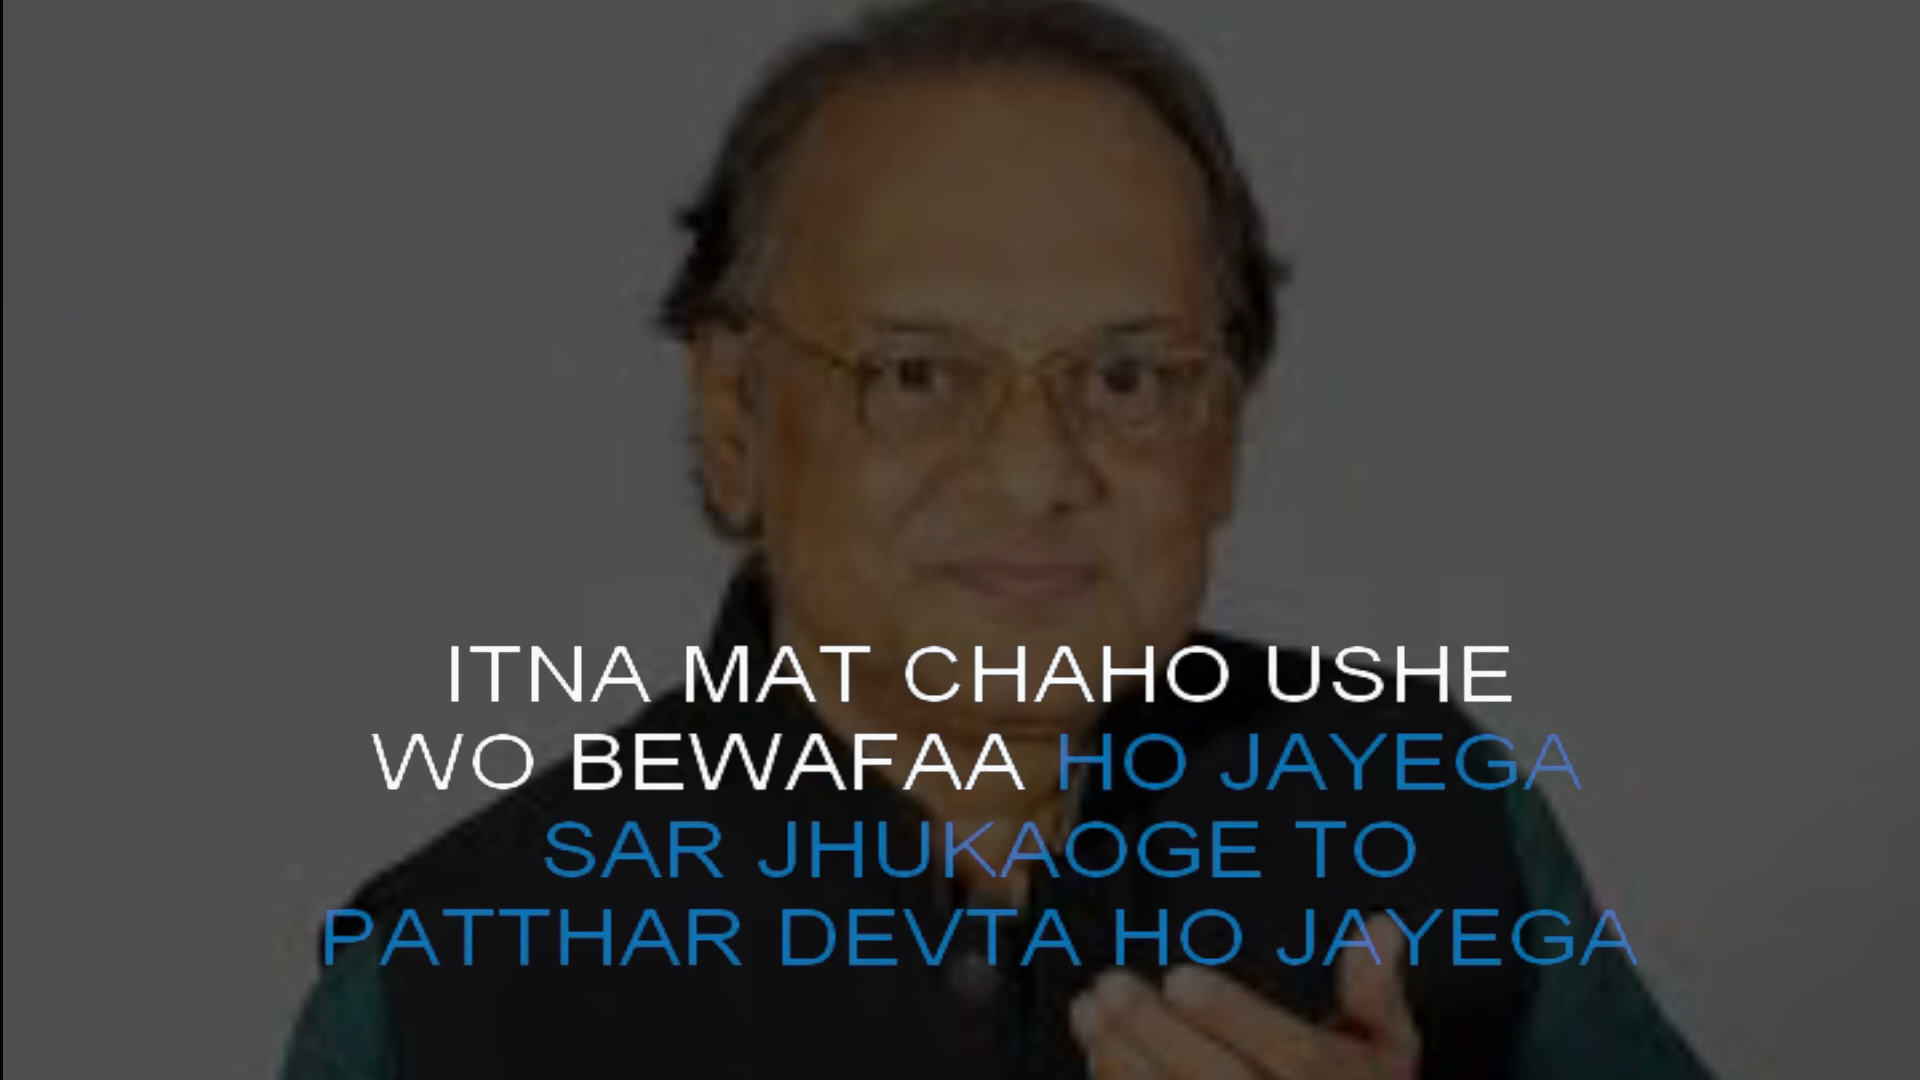 ITNA MAT CHAHO USHE
WO BEWAFAA HO JAYEGA
SAR JHUKAOGE TO
PATTHAR DEVTA HO JAYEGA